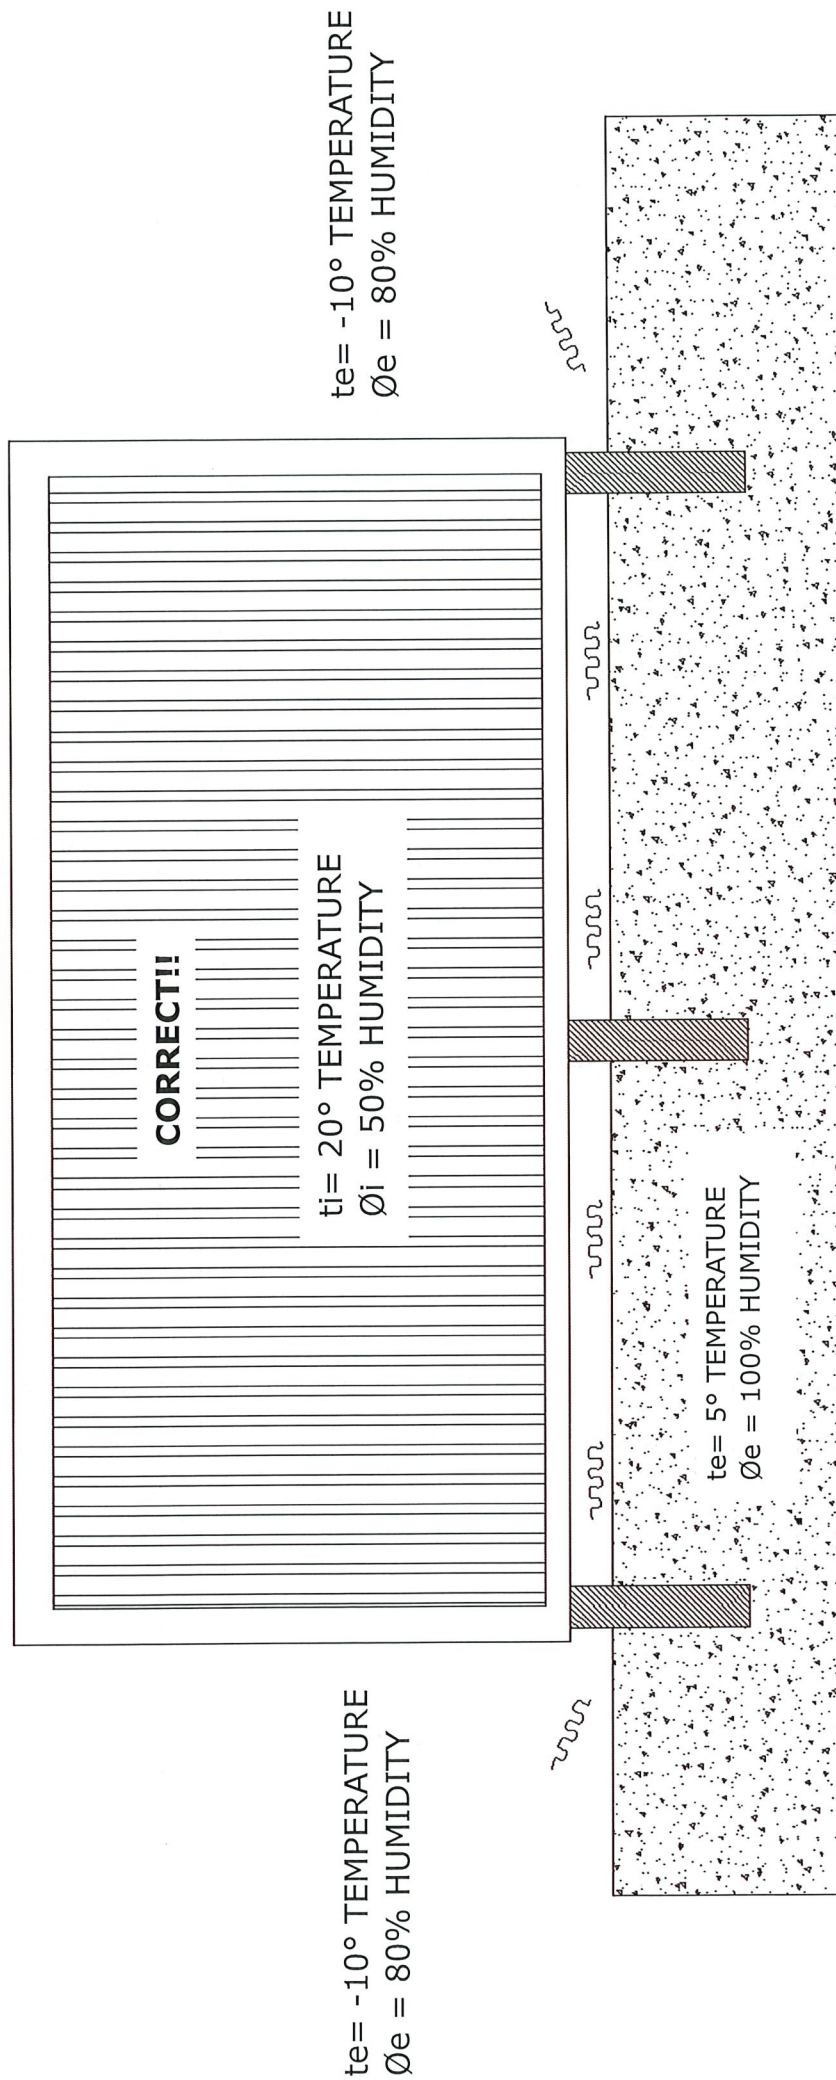 te= -10° TEMPERATURE
Øe = 80% HUMIDITY
CORRECT!!
ti= 20° TEMPERATURE
Øi = 50% HUMIDITY
te= -10° TEMPERATURE
Øe = 80% HUMIDITY
te= 5° TEMPERATURE
Øe = 100% HUMIDITY